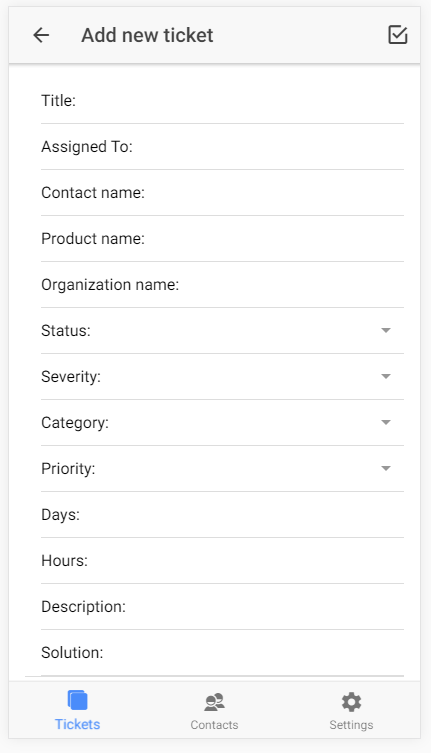 Add new ticket
Title:
Assigned To:
Contact name:
Product name:
Organization name:
Status:
Severity:
Category:
Priority:
Days:
Hours:
Description:
Solution:
Tickets Contacts Settings